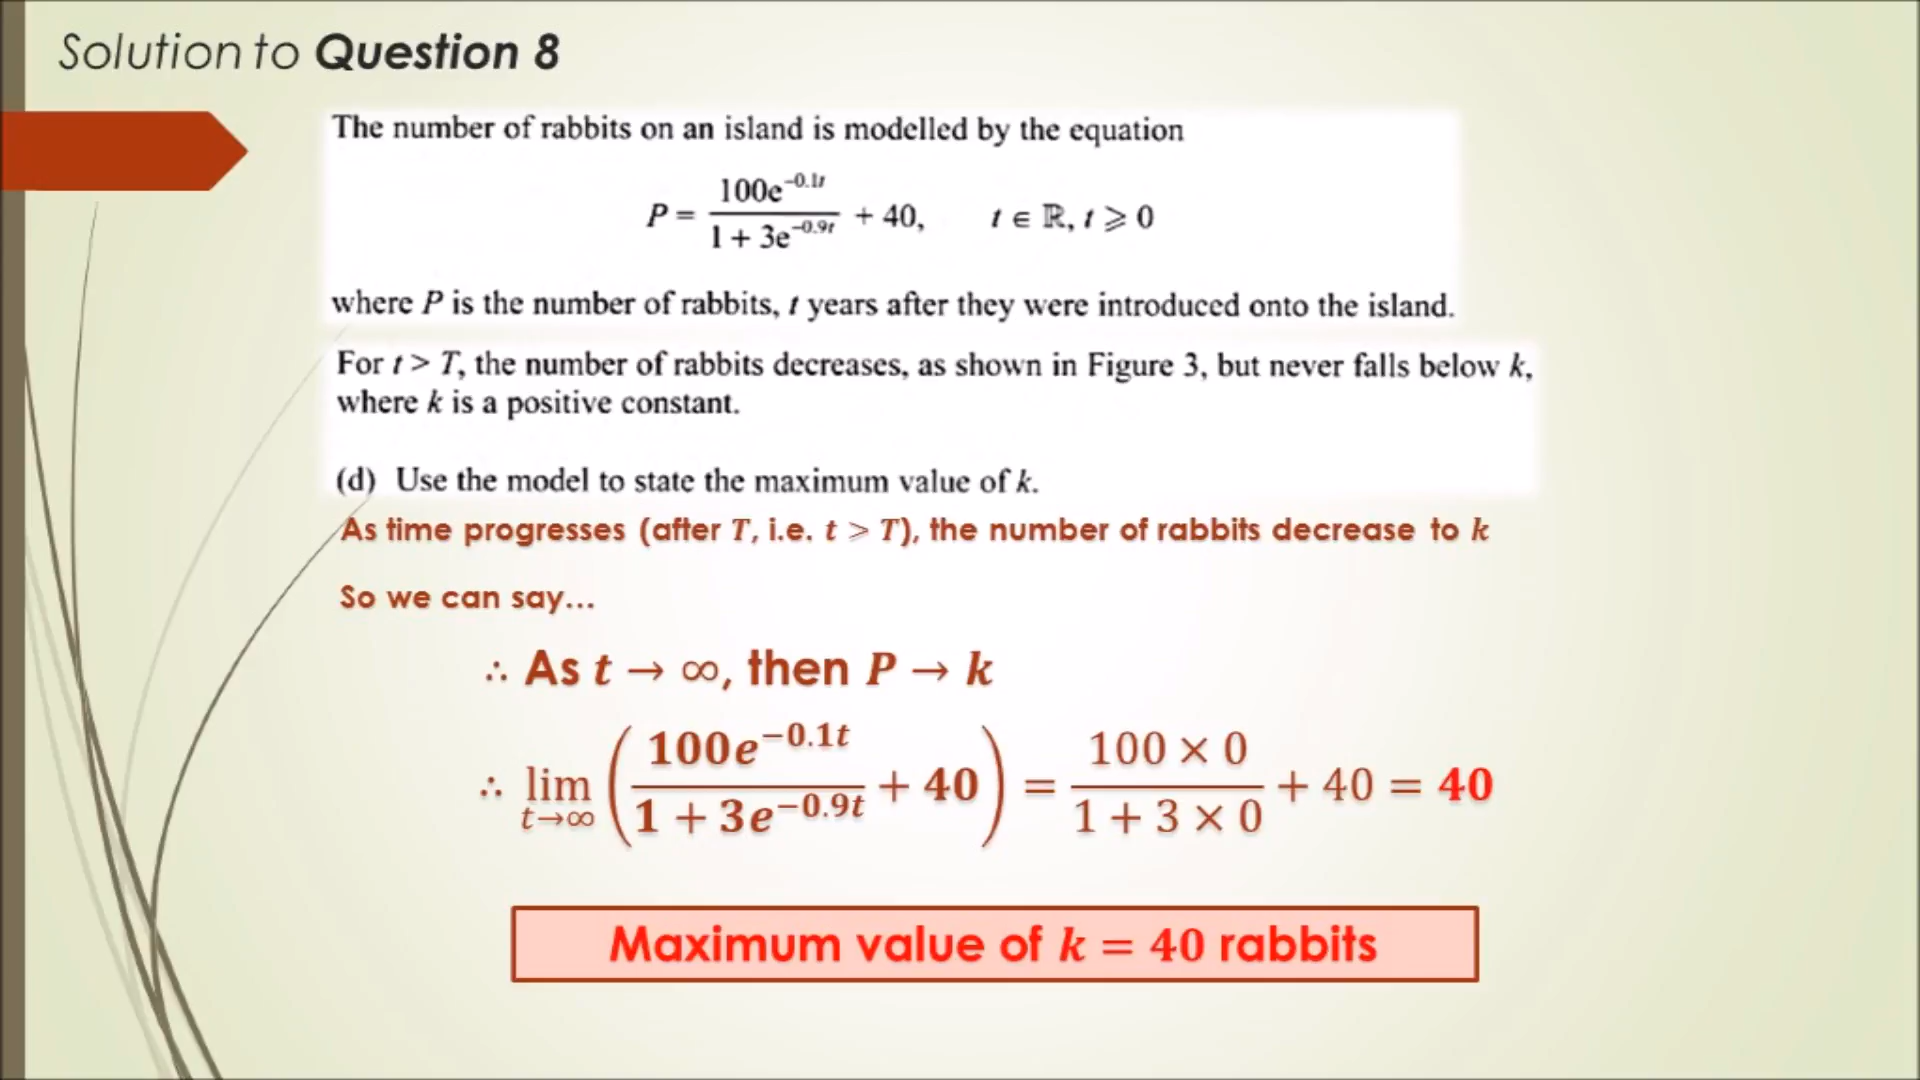 Solution to Question 8
The number of rabbits on an island is modelled by the equation
P = \frac{100e^{-0.1t}}{1 + 3e^{-0.9t}} + 40, t ∈ ℝ, t ⩾ 0
where P is the number of rabbits, t years after they were introduced onto the island.
For t > T, the number of rabbits decreases, as shown in Figure 3, but never falls below k,
where k is a positive constant.
(d) Use the model to state the maximum value of k.
As time progresses (after T, i.e. t > T), the number of rabbits decrease to k
So we can say...
∴ As t → ∞, then P → k
∴ \lim_{t→∞} \left( \frac{100e^{-0.1t}}{1 + 3e^{-0.9t}} + 40 \right) = \frac{100 × 0}{1 + 3 × 0} + 40 = 40
Maximum value of k = 40 rabbits